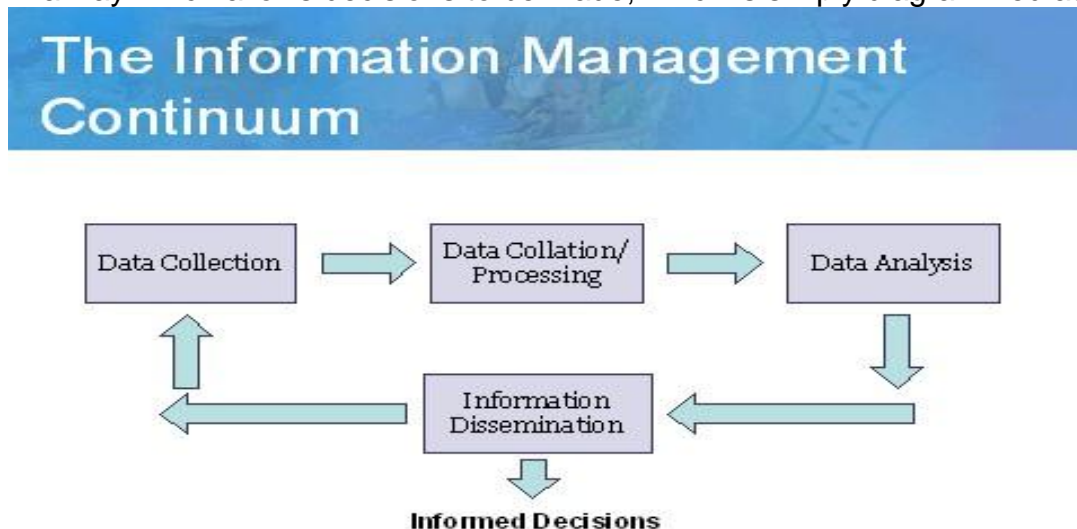 The Information Management
Continuum
Data Collection
Data Collation/
Processing
Data Analysis
Information
Dissemination
Informed Decisions